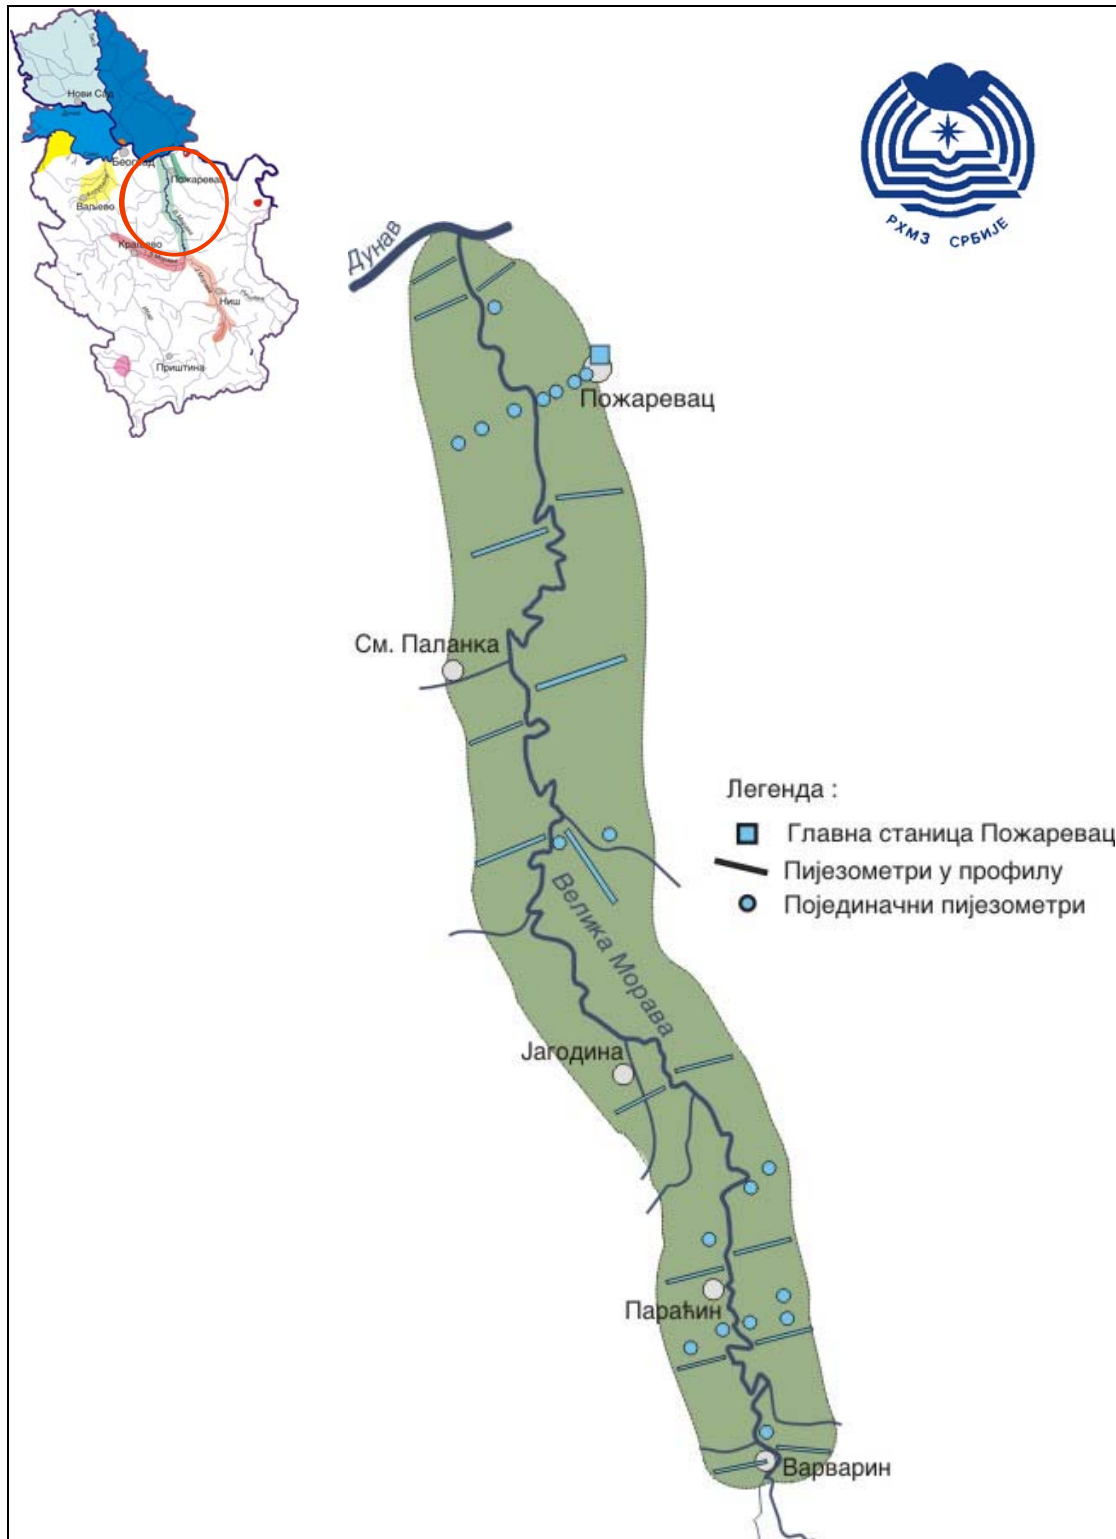 Нови Сад
Дунав
Београд
Пожаревац
Ваљево
Краљево
Ниш
Приштина
РХМЗ СРБИЈЕ
Дунав
Пожаревац
См. Паланка
Легенда :
Главна станица Пожаревац
Пијезометри у профилу
Појединачни пијезометри
Велика Морава
Јагодина
Параћин
Варварин